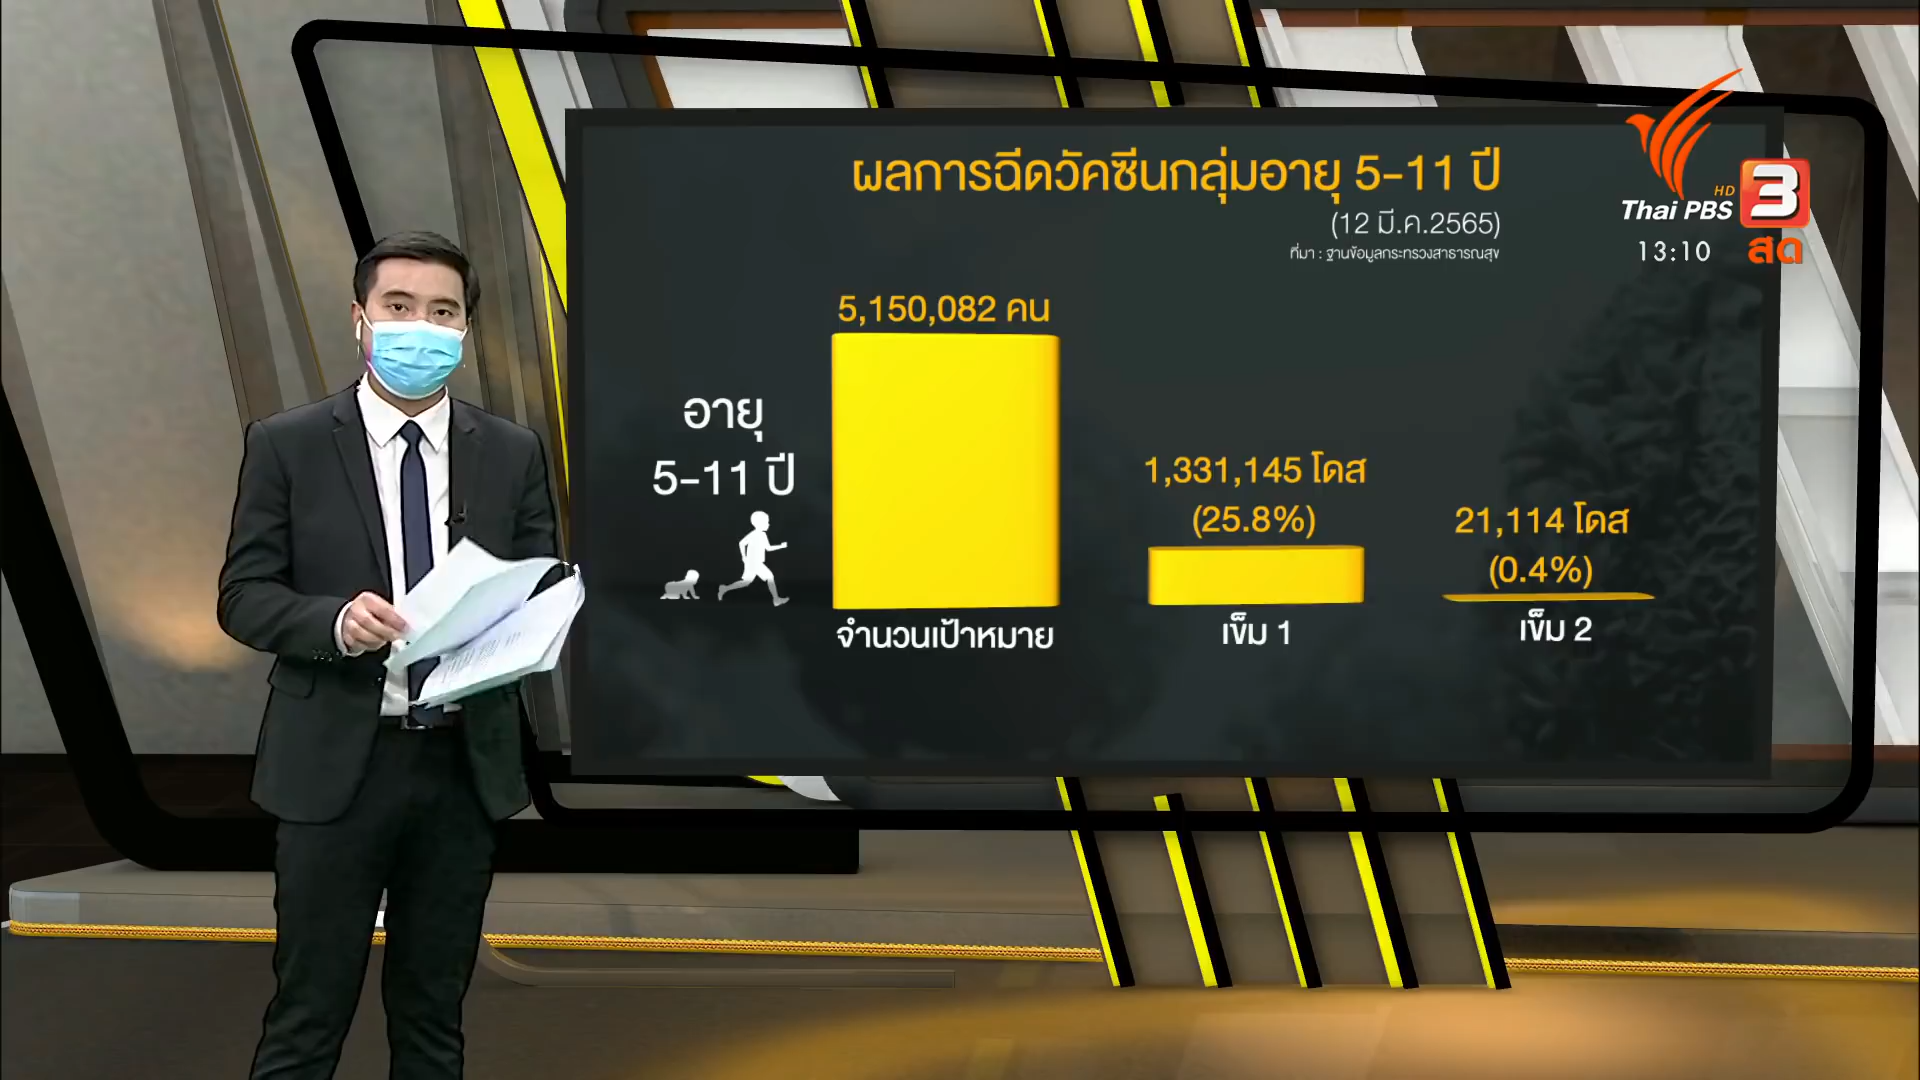 ผลการฉีดวัคซีนกลุ่มอายุ 5-11 ปี
(12 มี.ค.2565)
ที่มา : ฐานข้อมูลกระทรวงสาธารณสุข
HD
Thai PBS
3
13:10
สด
อายุ
5-11 ปี
5,150,082 คน
จำนวนเป้าหมาย
1,331,145 โดส
(25.8%)
เข็ม 1
21,114 โดส
(0.4%)
เข็ม 2